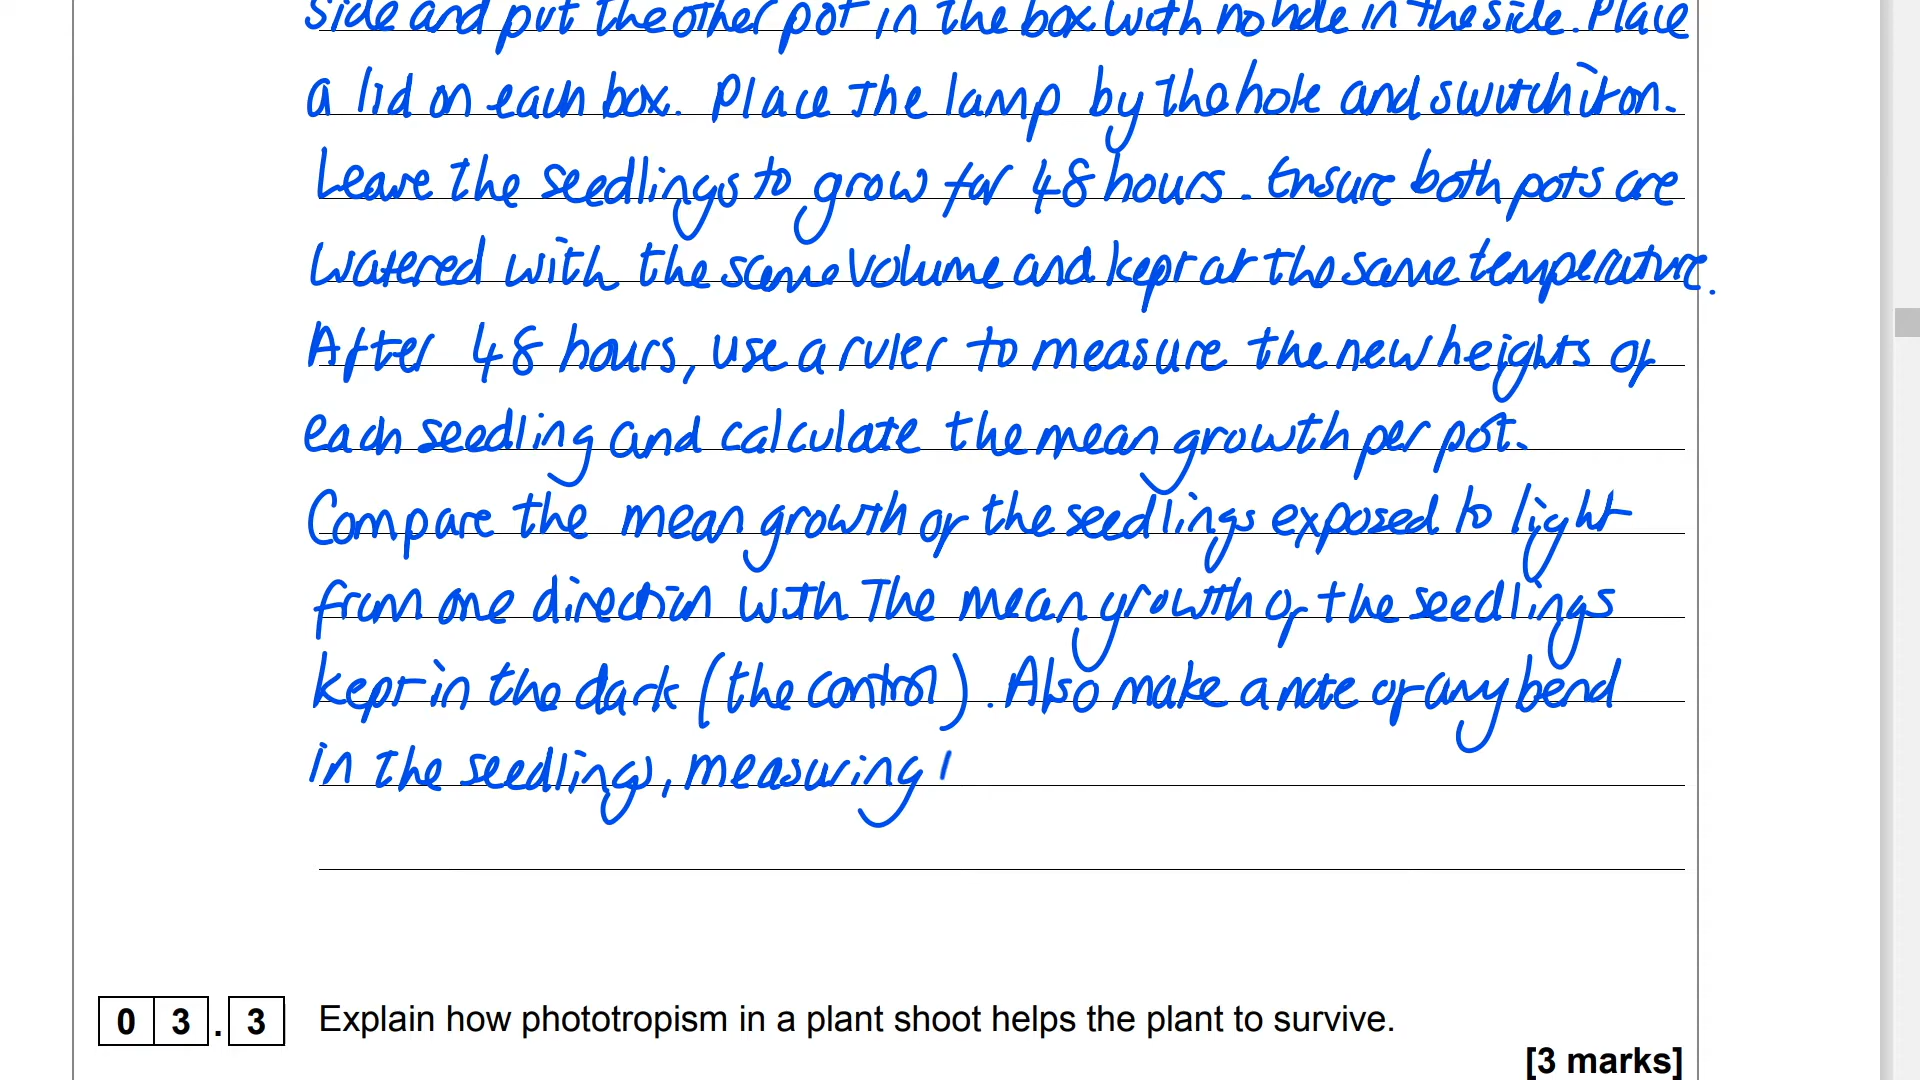 side and put the other pot in the box with no hole in the side. Place
a lid on each box. Place the lamp by the hole and switch it on.
Leave the seedlings to grow for 48 hours. Ensure both pots are
watered with the same volume and kept at the same temperature.
After 48 hours, use a ruler to measure the new heights of
each seedling and calculate the mean growth per pot.
Compare the mean growth of the seedlings exposed to light
from one direction with the mean growth of the seedlings
kept in the dark (the control). Also make a note of any bend
in the seedlings, measuring
03.3 Explain how phototropism in a plant shoot helps the plant to survive.
[3 marks]